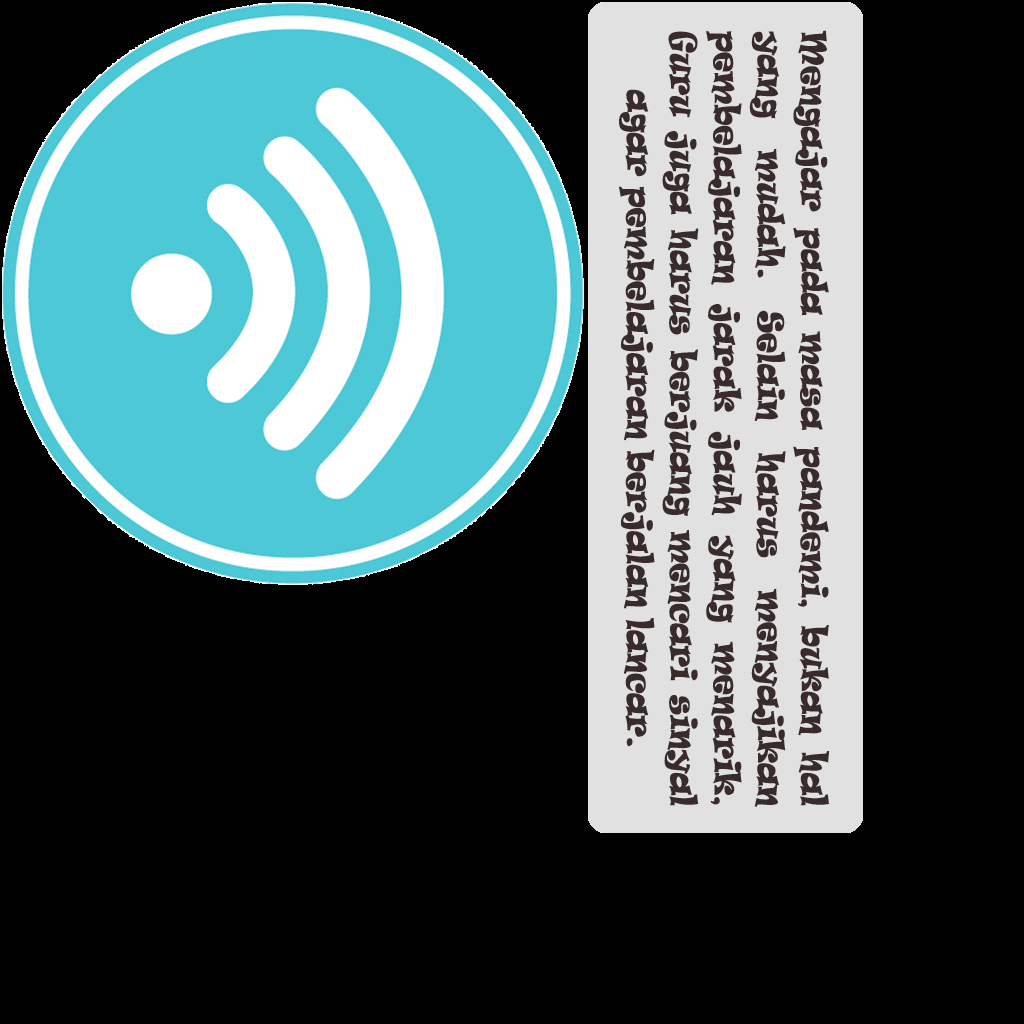 Mengajar pada masa pandemi, bukan hal
yang mudah. Selain harus menyajikan
pembelajaran jarak jauh yang menarik,
Guru juga harus berjuang mencari sinyal
agar pembelajaran berjalan lancar.